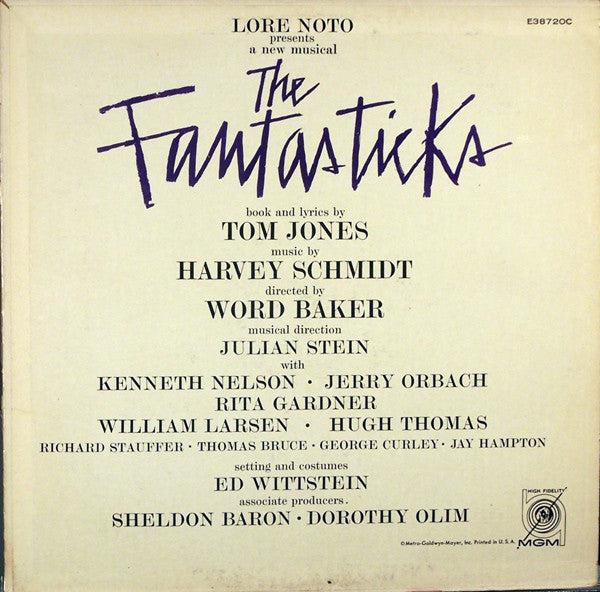 E3872OC
LORE NOTO
presents
a new musical
The
Fantasticks
book and lyrics by
TOM JONES
music by
HARVEY SCHMIDT
directed by
WORD BAKER
musical direction
JULIAN STEIN
with
KENNETH NELSON · JERRY ORBACH
RITA GARDNER
WILLIAM LARSEN · HUGH THOMAS
RICHARD STAUFFER · THOMAS BRUCE · GEORGE CURLEY · JAY HAMPTON
setting and costumes
ED WITTSTEIN
associate producers.
SHELDON BARON · DOROTHY OLIM
HIGH FIDELITY
MGM
©Metro-Goldwyn-Mayer, Inc. Printed in U. S. A.